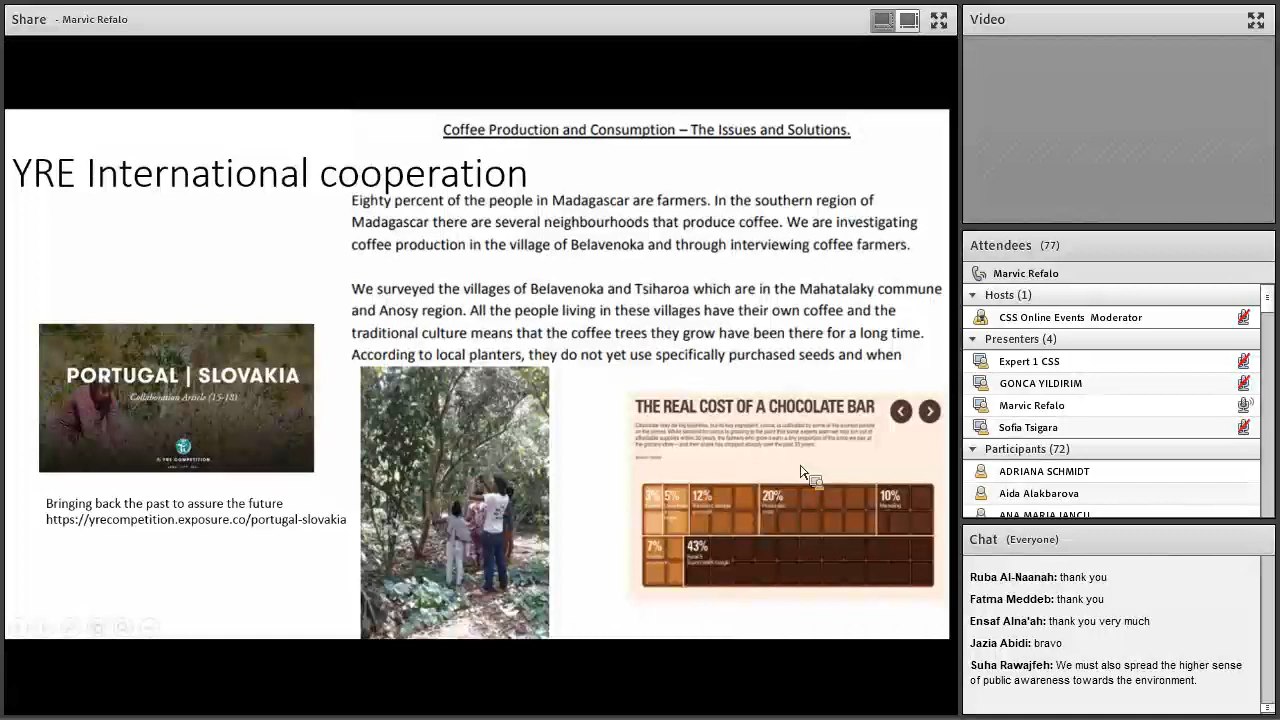 Share - Marvic Refalo
Coffee Production and Consumption – The Issues and Solutions.
YRE International cooperation
Eighty percent of the people in Madagascar are farmers. In the southern region of
Madagascar there are several neighbourhoods that produce coffee. We are investigating
coffee production in the village of Belavenoka and through interviewing coffee farmers.
We surveyed the villages of Belavenoka and Tsiharoa which are in the Mahatalaky commune
and Anosy region. All the people living in these villages have their own coffee and the
traditional culture means that the coffee trees they grow have been there for a long time.
According to local planters, they do not yet use specifically purchased seeds and when
PORTUGAL | SLOVAKIA
Collaboration Article (15-18)
YRE COMPETITION
Bringing back the past to assure the future
https://yrecompetition.exposure.co/portugal-slovakia
THE REAL COST OF A CHOCOLATE BAR
3% 5% 12% 20% 10%
Marketing
7% 43%
Video
Attendees (77)
Marvic Refalo
Hosts (1)
CSS Online Events Moderator
Presenters (4)
Expert 1 CSS
GONCA YILDIRIM
Marvic Refalo
Sofia Tsigara
Participants (72)
ADRIANA SCHMIDT
Aida Alakbarova
ANA MARIA IANCU
Chat (Everyone)
Ruba Al-Naanah: thank you
Fatma Meddeb: thank you
Ensaf Alna'ah: thank you very much
Jazia Abidi: bravo
Suha Rawajfeh: We must also spread the higher sense
of public awareness towards the environment.